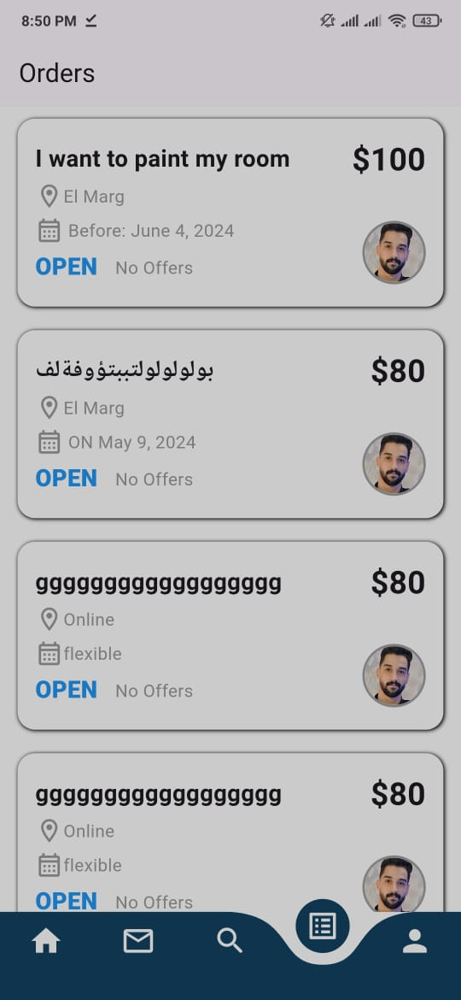 8:50 PM
43
Orders
I want to paint my room
$100
El Marg
Before: June 4, 2024
OPEN No Offers
بولولولولتببتؤوفةلف
$80
El Marg
ON May 9, 2024
OPEN No Offers
gggggggggggggggggg
$80
Online
flexible
OPEN No Offers
gggggggggggggggggg
$80
Online
flexible
OPEN No Offers